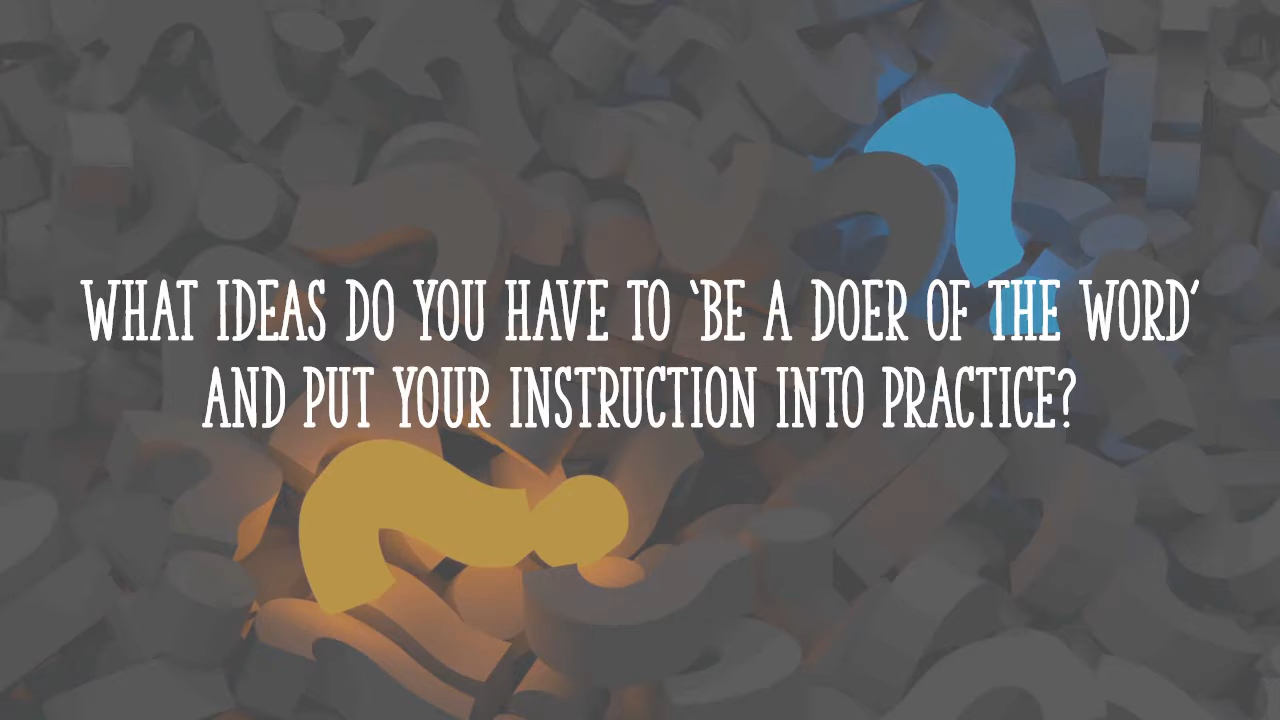 WHAT IDEAS DO YOU HAVE TO ‘BE A DOER OF THE WORD’
AND PUT YOUR INSTRUCTION INTO PRACTICE?